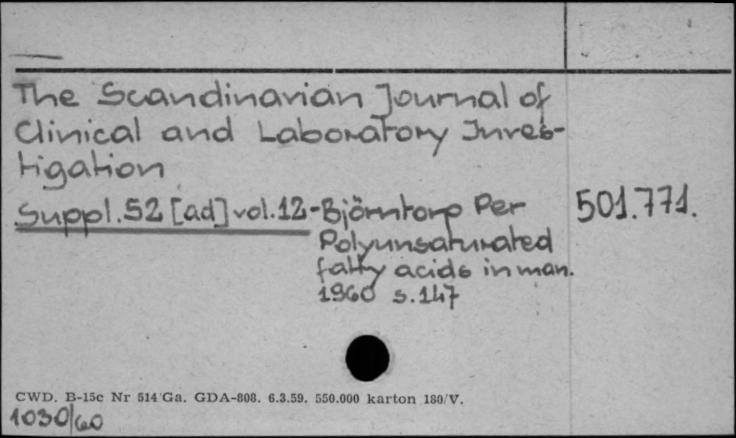 The Scandinavian Journal of
Clinical and Laboratory Inves-
tigation
Suppl. 52 [ad] vol. 12 - Björntorp Per 501.771.
Polyunsaturated
fatty acids in man.
1960 s. 147
CWD. B-15c Nr 514 Ga. GDA-808. 6.3.59. 550.000 karton 180/V.
1030/60